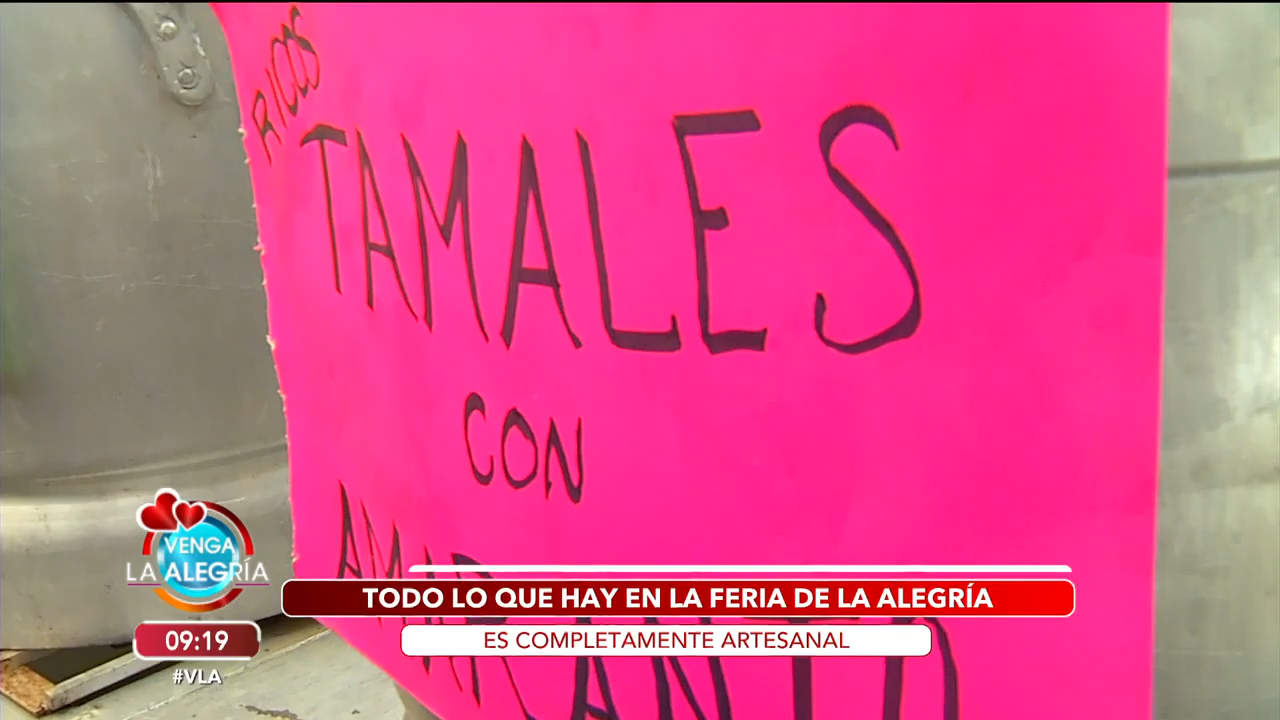 RICOS
TAMALES
CON
VENGA
LA ALEGRÍA
TODO LO QUE HAY EN LA FERIA DE LA ALEGRÍA
09:19
ES COMPLETAMENTE ARTESANAL
#VLA